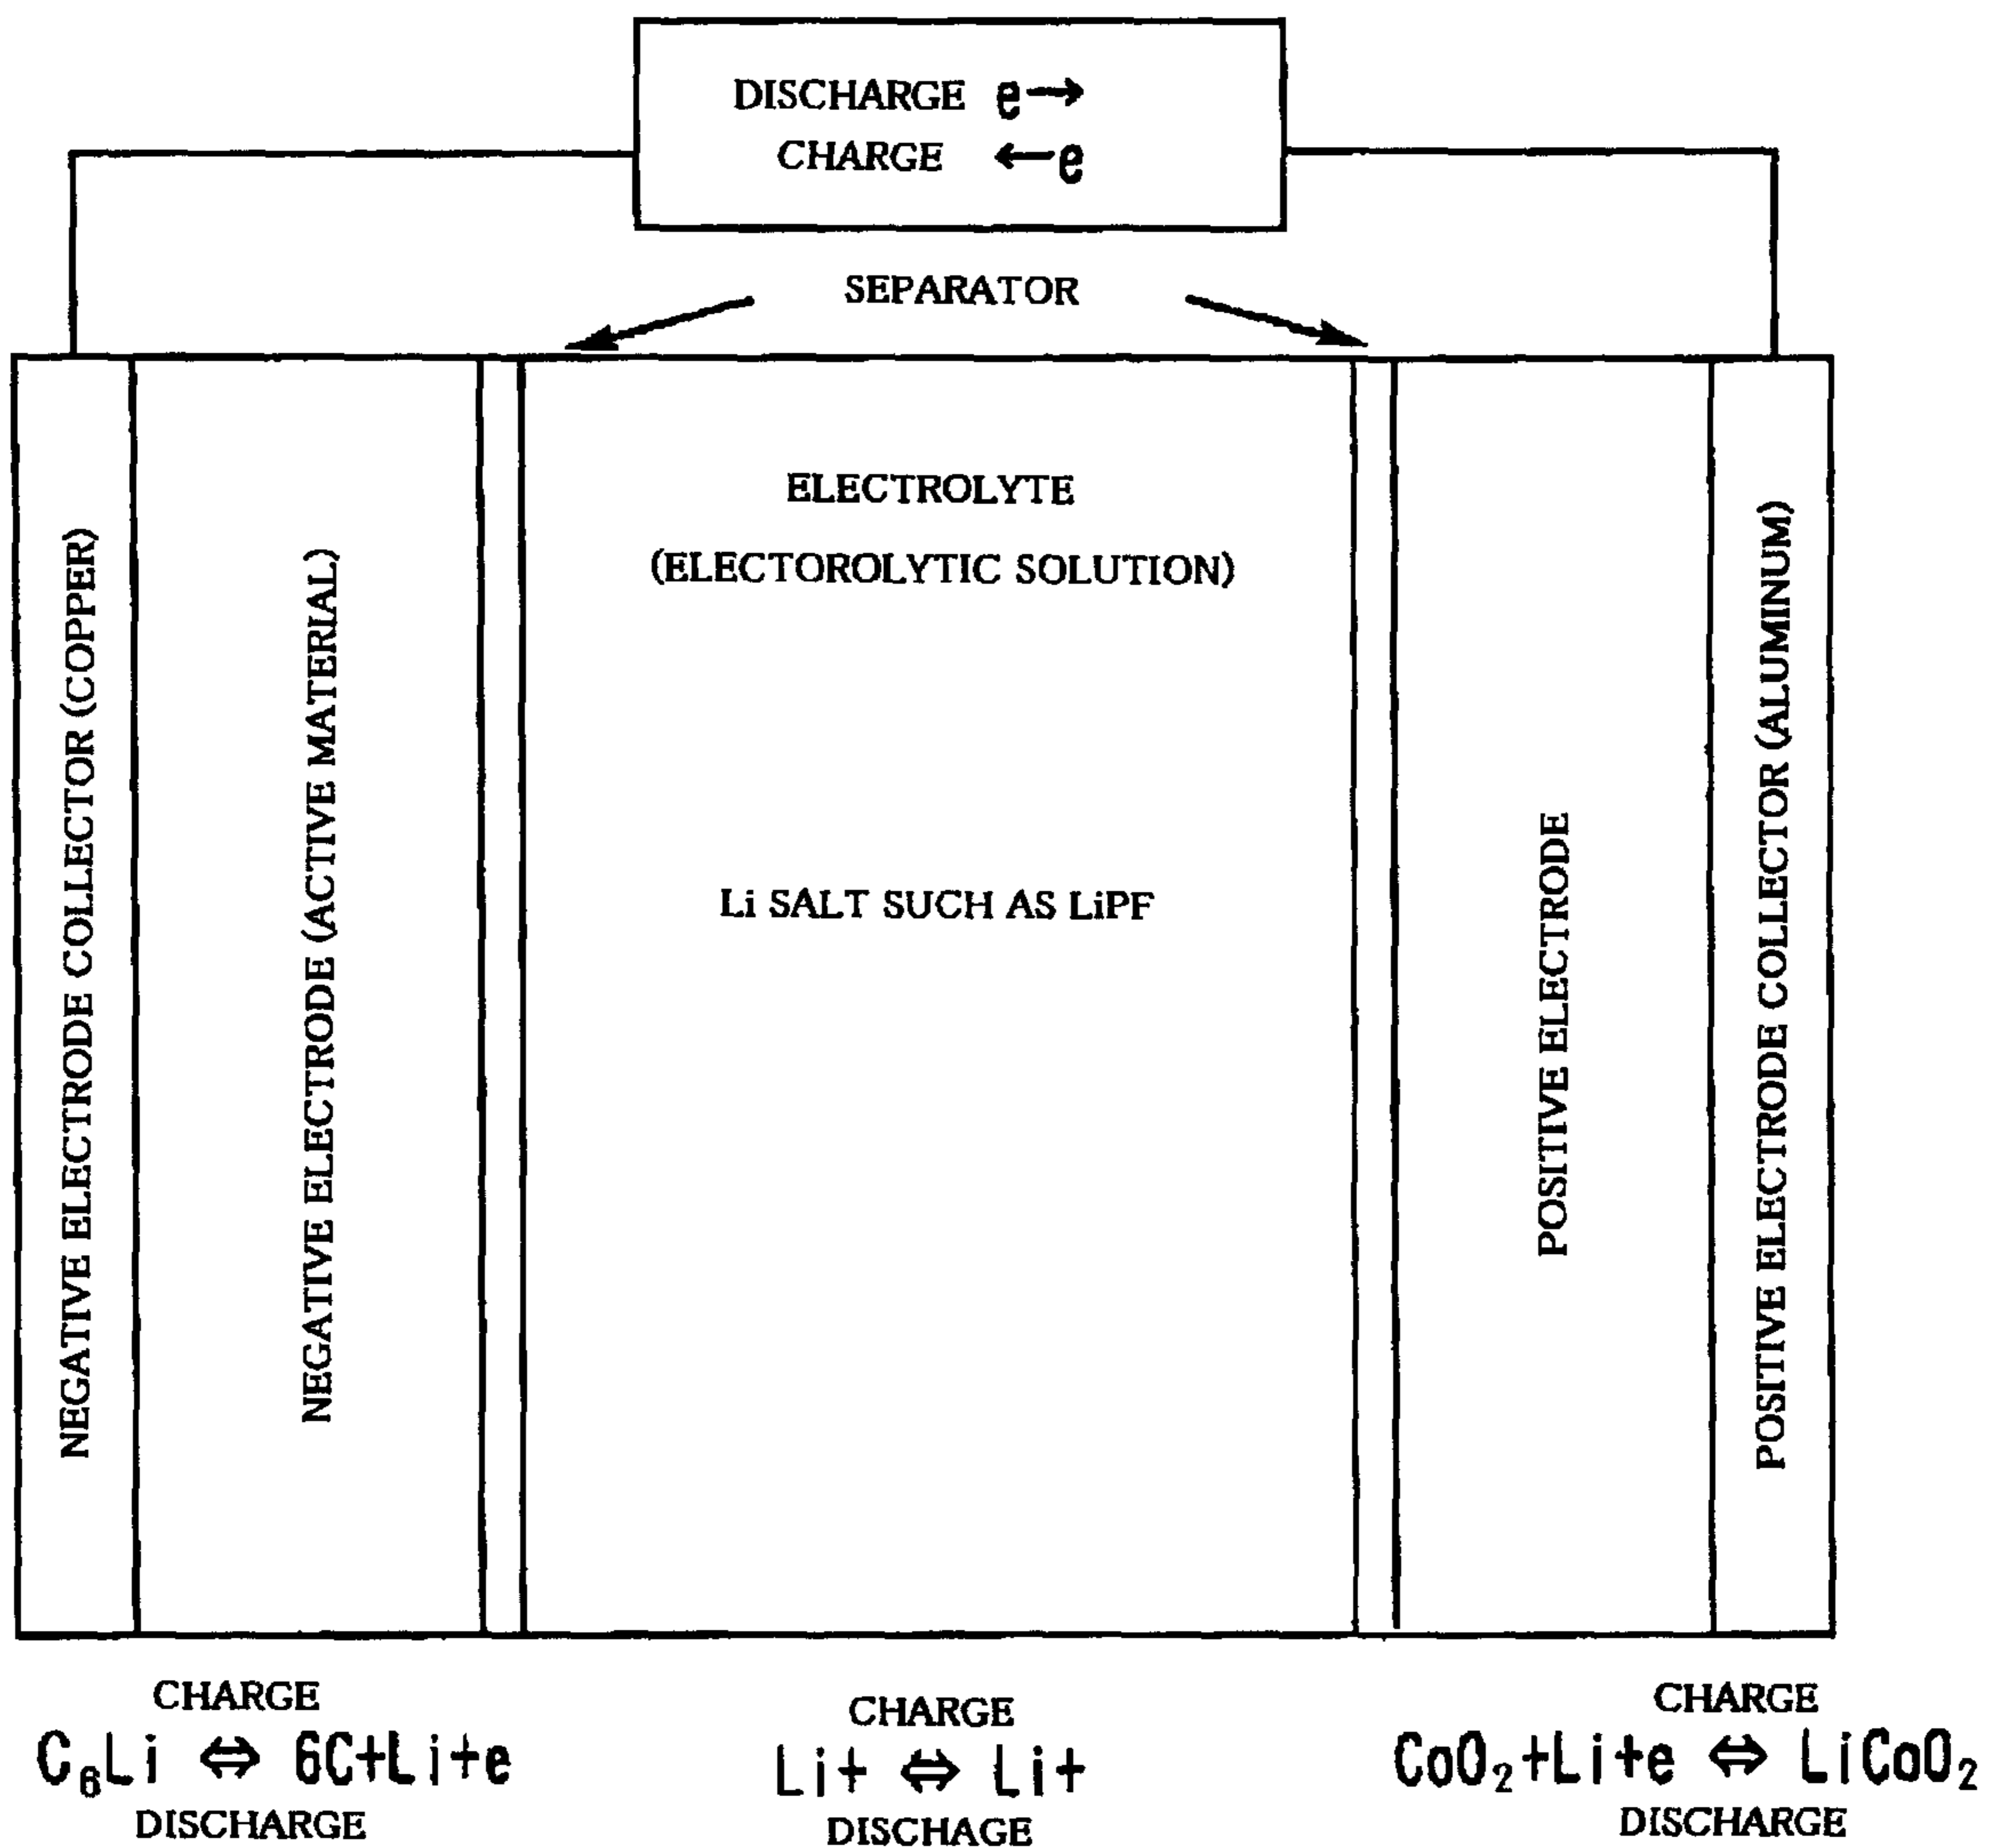 DISCHARGE e→
CHARGE ←e
SEPARATOR
NEGATIVE ELECTRODE COLLECTOR (COPPER)
NEGATIVE ELECTRODE (ACTIVE MATERIAL)
ELECTROLYTE
(ELECTOROLYTIC SOLUTION)
Li SALT SUCH AS LiPF
POSITIVE ELECTRODE
POSITIVE ELECTRODE COLLECTOR (ALUMINUM)
CHARGE
C₆Li ⇔ 6C+Li+e
DISCHARGE
CHARGE
Li+ ⇔ Li+
DISCHAGE
CHARGE
CoO₂+Li+e ⇔ LiCoO₂
DISCHARGE